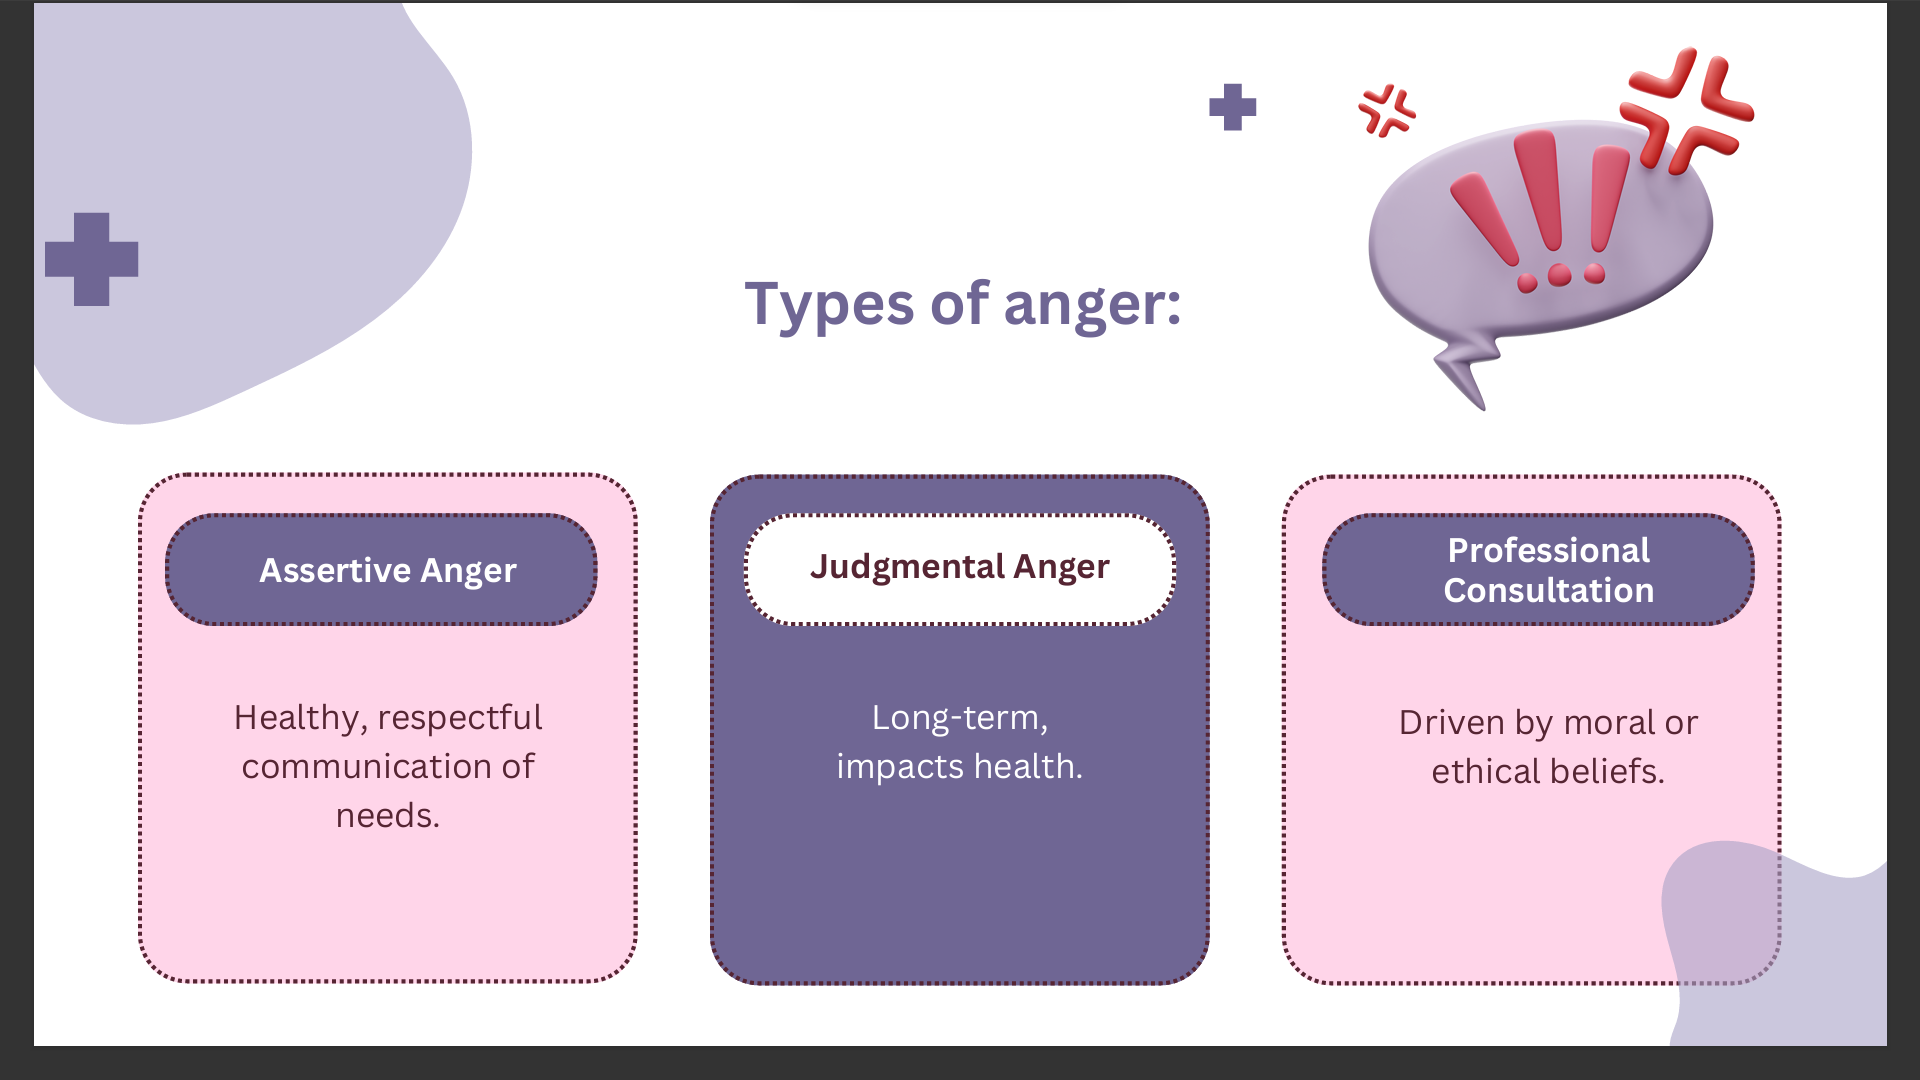 Types of anger:
Assertive Anger
Healthy, respectful
communication of
needs.
Judgmental Anger
Long-term,
impacts health.
Professional
Consultation
Driven by moral or
ethical beliefs.